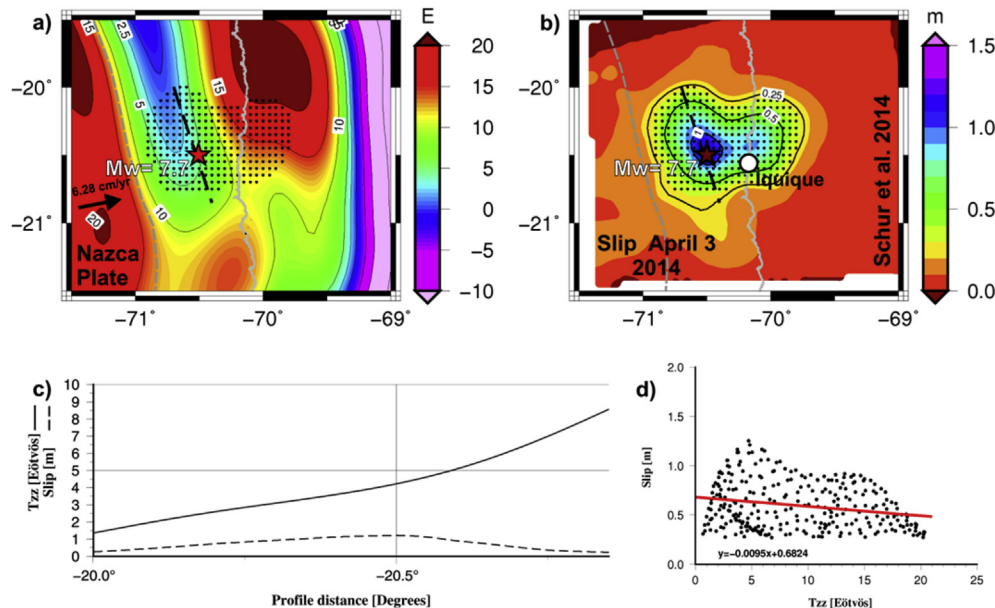 a)
E
15
2.5
5
15
10
10
20
Mw= 7.7
6.28 cm/yr
Nazca
Plate
−20˚
−21˚
−71˚
−70˚
−69˚
20
15
10
5
0
−5
−10
b)
m
0.25
0.5
1
Mw= 7.7
Iquique
Slip April 3
2014
Schur et al. 2014
−20˚
−21˚
−71˚
−70˚
−69˚
1.5
1.0
0.5
0.0
c)
Tzz [Eötvös]
Slip [m]
10
9
8
7
6
5
4
3
2
1
0
−20.0
−20.5
Profile distance [Degrees]
d)
Slip [m]
2.0
1.5
1.0
0.5
0.0
y=−0.0095x+0.6824
0
5
10
15
20
25
Tzz [Eötvös]